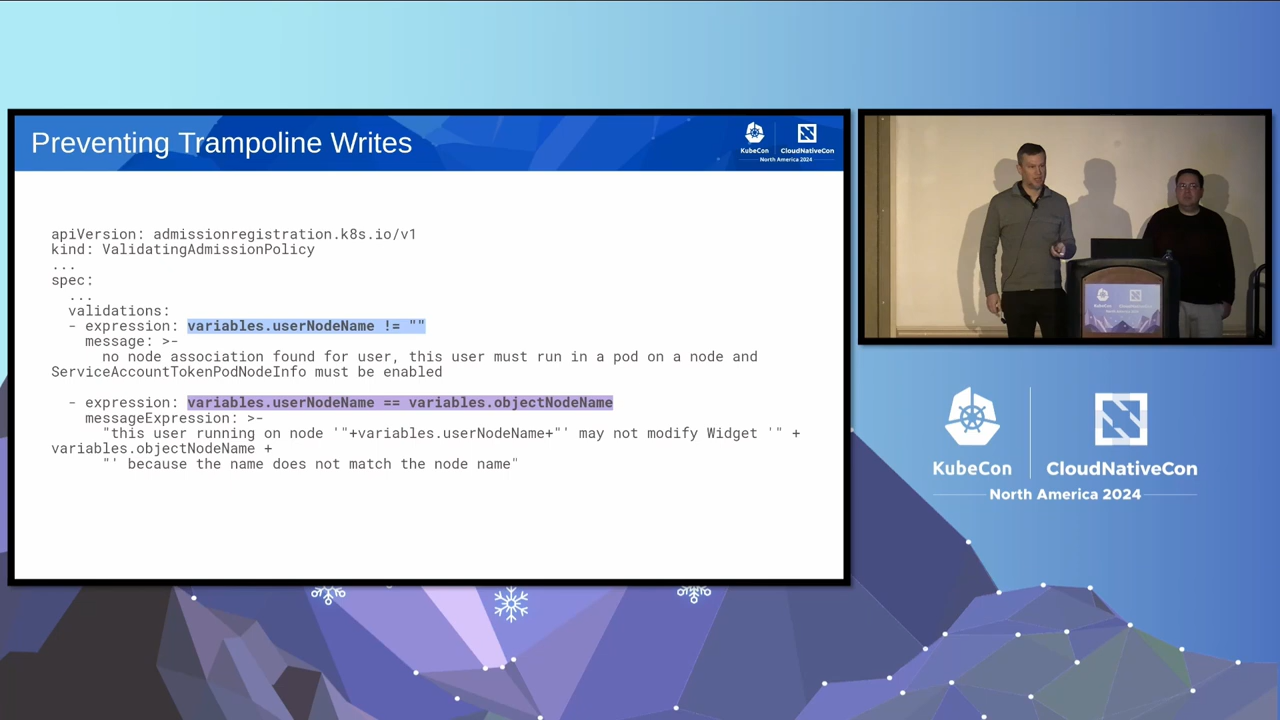 Preventing Trampoline Writes
KubeCon
CloudNativeCon
North America 2024
apiVersion: admissionregistration.k8s.io/v1
kind: ValidatingAdmissionPolicy
...
spec:
...
validations:
- expression: variables.userNodeName != ""
message: >-
no node association found for user, this user must run in a pod on a node and
ServiceAccountTokenPodNodeInfo must be enabled
- expression: variables.userNodeName == variables.objectNodeName
messageExpression: >-
"this user running on node '"+variables.userNodeName+"' may not modify Widget '" +
variables.objectNodeName +
"' because the name does not match the node name"
KubeCon
CloudNativeCon
North America 2024